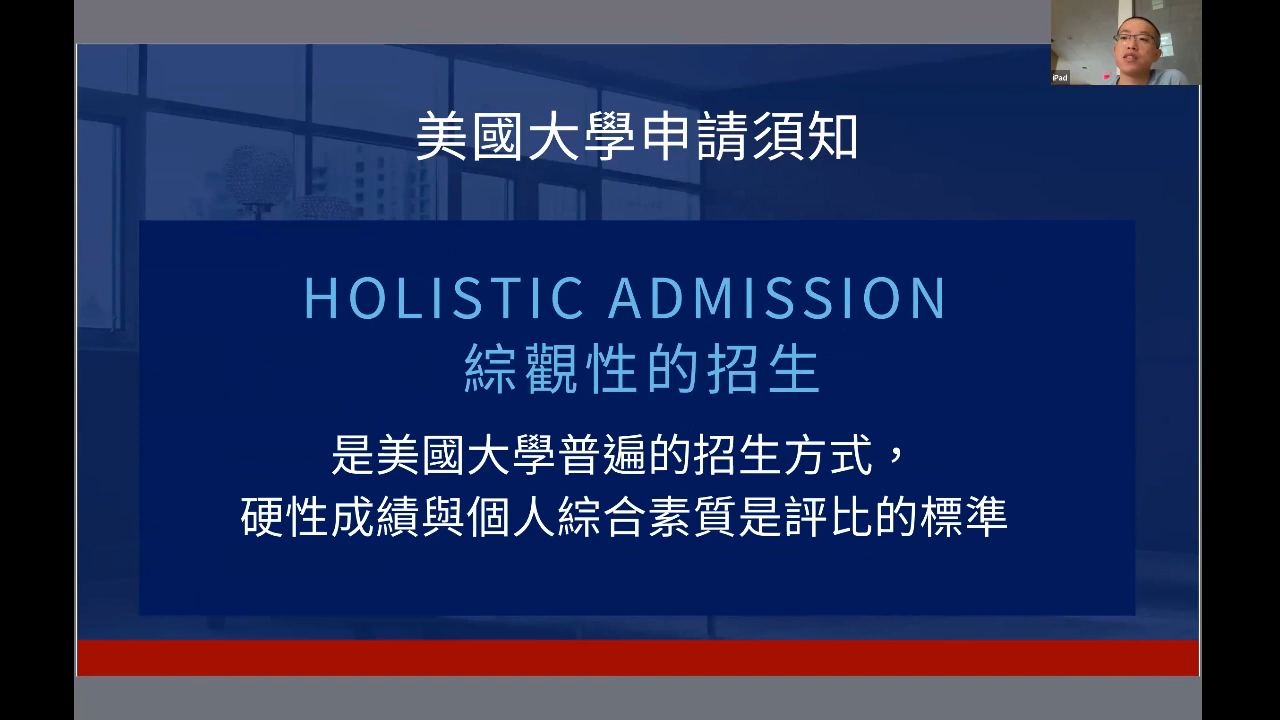 iPad
美國大學申請須知
HOLISTIC ADMISSION
綜觀性的招生
是美國大學普遍的招生方式，
硬性成績與個人綜合素質是評比的標準